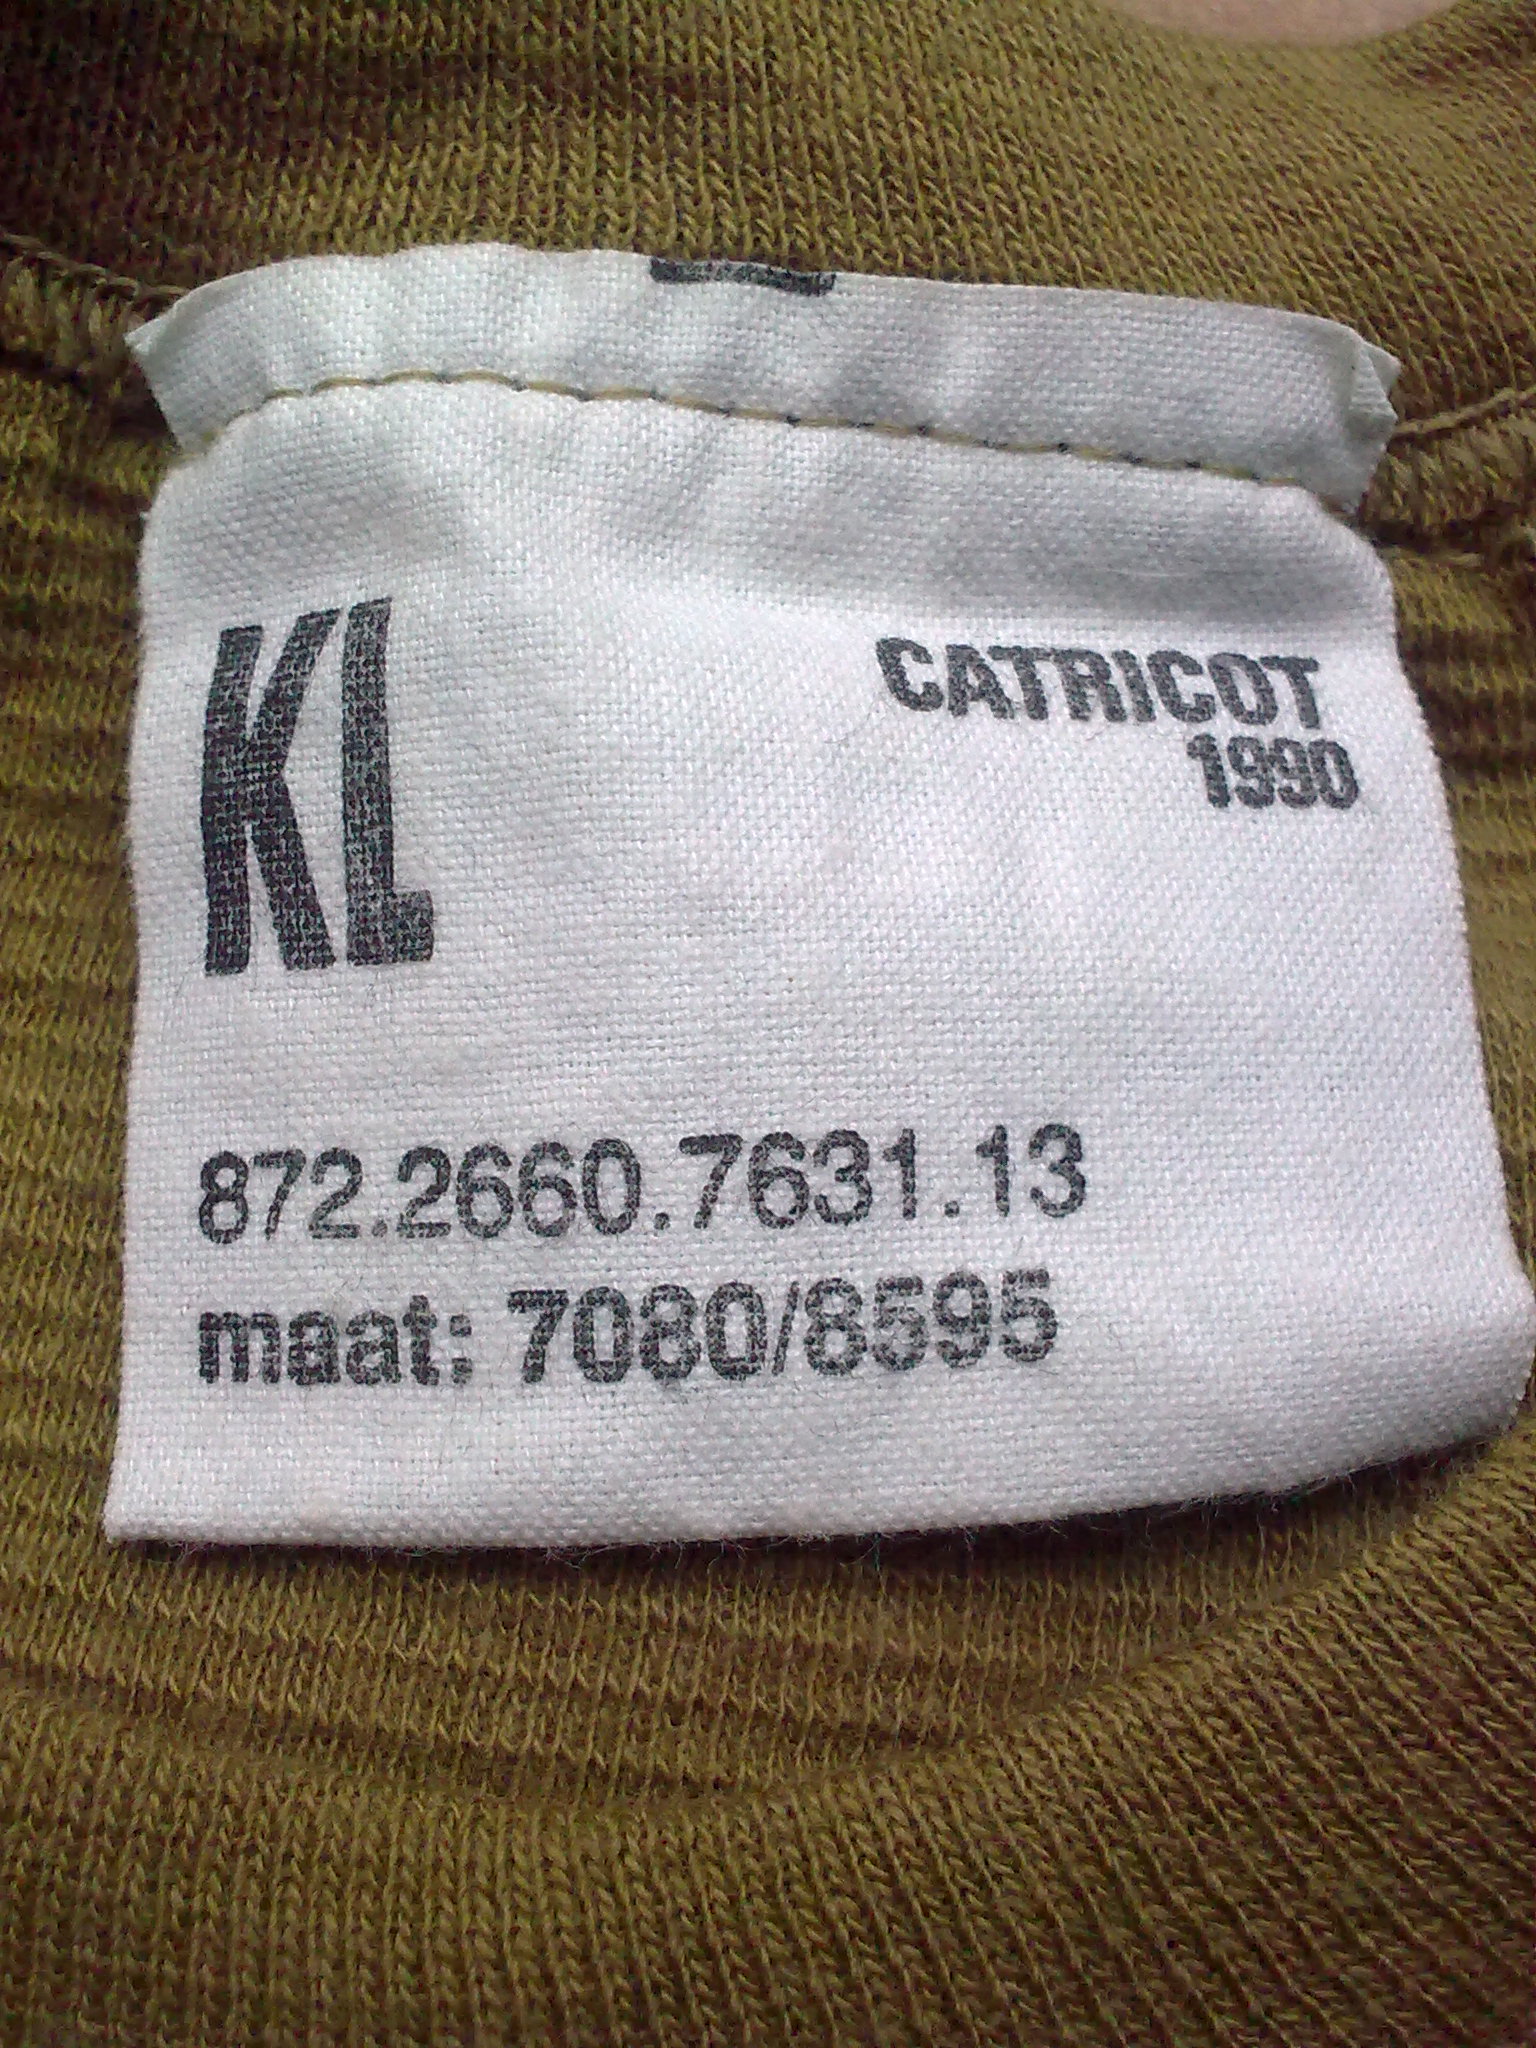 KL
CATRICOT
1990
872.2660.7631.13
maat: 7080/8595